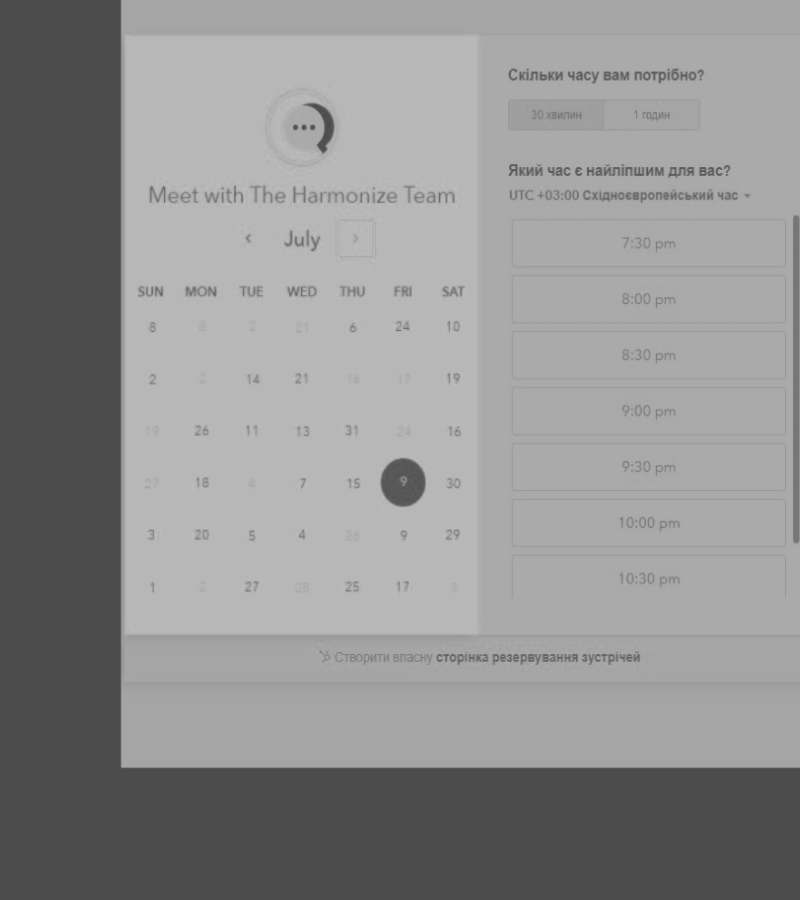 Meet with The Harmonize Team
July
SUN MON TUE WED THU FRI SAT
8 8 2 21 6 24 10
2 2 14 21 16 17 19
19 26 11 13 31 24 16
27 18 4 7 15 9 30
3 20 5 4 26 9 29
1 2 27 28 25 17 3
Скільки часу вам потрібно?
30 хвилин 1 годин
Який час є найліпшим для вас?
UTC +03:00 Східноєвропейський час
7:30 pm
8:00 pm
8:30 pm
9:00 pm
9:30 pm
10:00 pm
10:30 pm
Створити власну сторінка резервування зустрічей